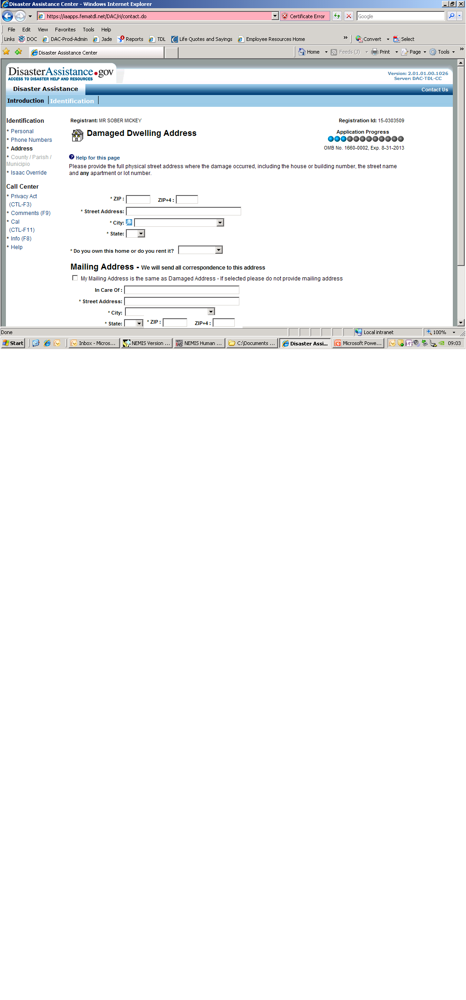 Disaster Assistance Center - Windows Internet Explorer
https://iaapps.fematdl.net/DAC/ri/contact.do
Certificate Error
Google
File Edit View Favorites Tools Help
Links DOC DAC-Prod-Admin Jade Reports TDL Life Quotes and Sayings Employee Resources Home » Convert Select
Disaster Assistance Center
Home Feeds (J) Print Page Tools »
DisasterAssistance.gov
ACCESS TO DISASTER HELP AND RESOURCES
Version: 2.01.01.00.1026
Server: DAC-TDL-CC
Disaster Assistance
Contact Us
Introduction Identification
Identification
• Personal
• Phone Numbers
• Address
• County / Parish /
Municipio
• Isaac Override
Call Center
• Privacy Act
(CTL-F3)
• Comments (F9)
• Cal
(CTL-F11)
• Info (F8)
• Help
Registrant: MR SOBER MICKEY
Registration Id: 15-0303509
Damaged Dwelling Address
Application Progress
OMB No. 1660-0002, Exp. 8-31-2013
? Help for this page
Please provide the full physical street address where the damage occurred, including the house or building number, the street name
and any apartment or lot number.
* ZIP : ZIP+4 :
* Street Address:
* City:
* State:
* Do you own this home or do you rent it?
Mailing Address - We will send all correspondence to this address
My Mailing Address is the same as Damaged Address - If selected please do not provide mailing address
In Care Of :
* Street Address:
* City:
* State: * ZIP : ZIP+4 :
Done
Local intranet
100%
Start
Inbox - Micros...
NEMIS Version ...
NEMIS Human ...
C:\Documents ...
Disaster Assi...
Microsoft Powe...
09:03